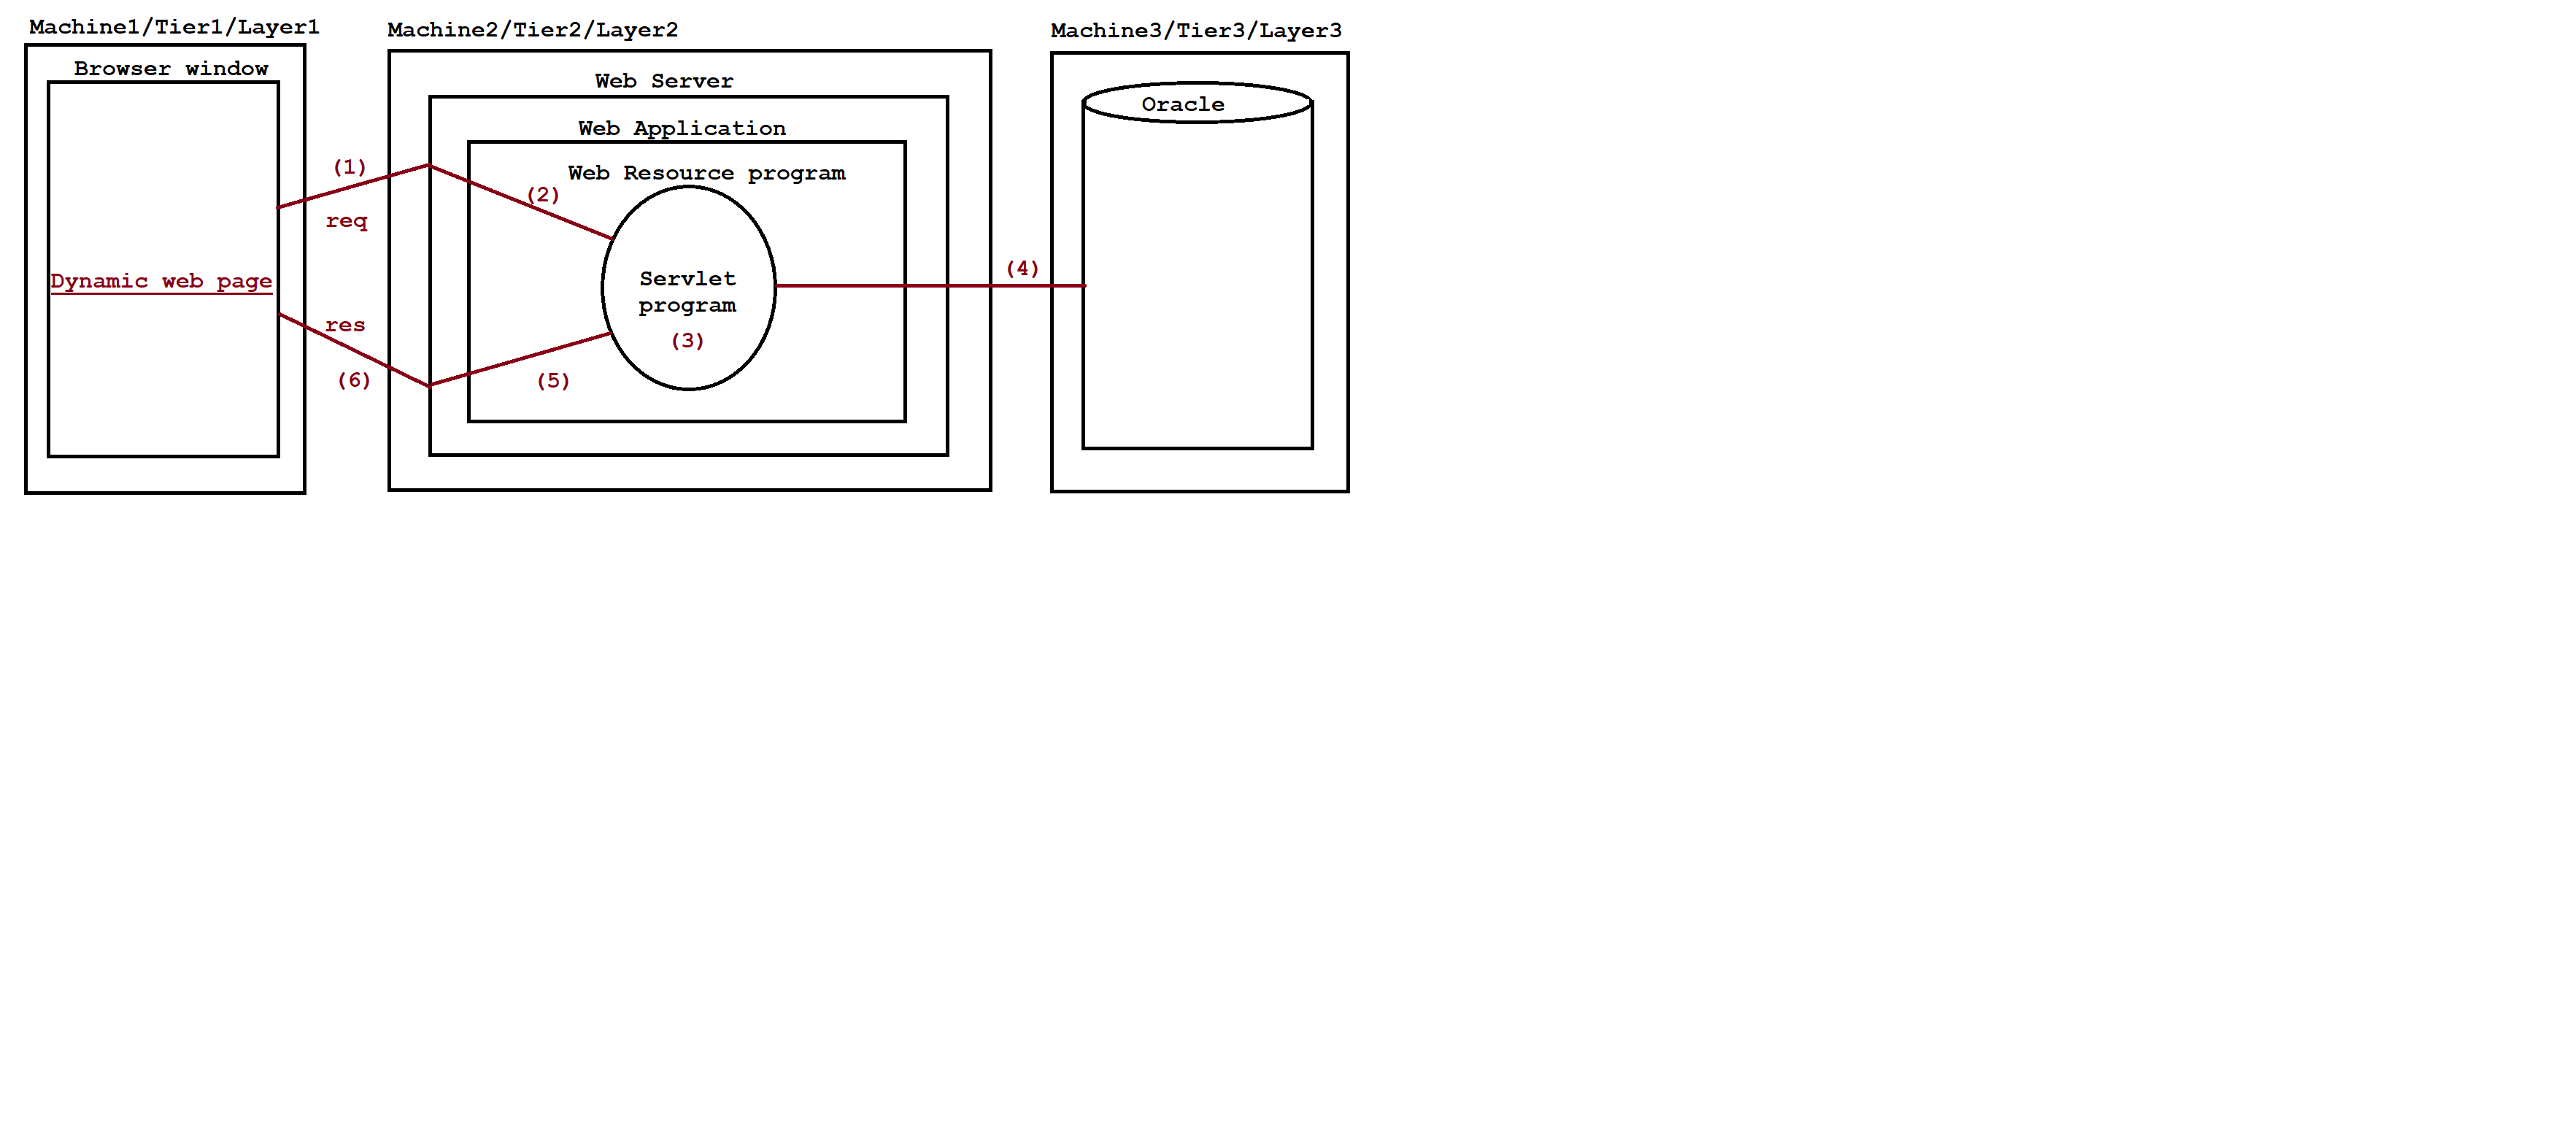 Machine1/Tier1/Layer1
Browser window
(1)
req
Dynamic web page
res
(6)
Machine2/Tier2/Layer2
Web Server
Web Application
Web Resource program
(2)
Servlet
program
(3)
(5)
(4)
Machine3/Tier3/Layer3
Oracle